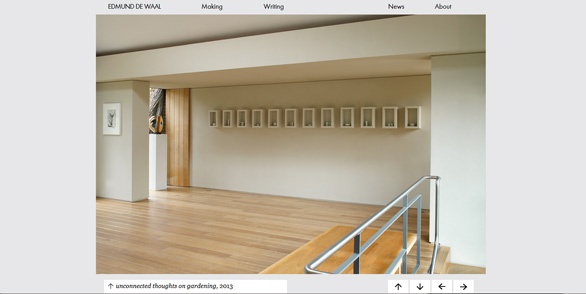 EDMUND DE WAAL Making Writing News About
↑ unconnected thoughts on gardening, 2013 ↑ ↓ ← →